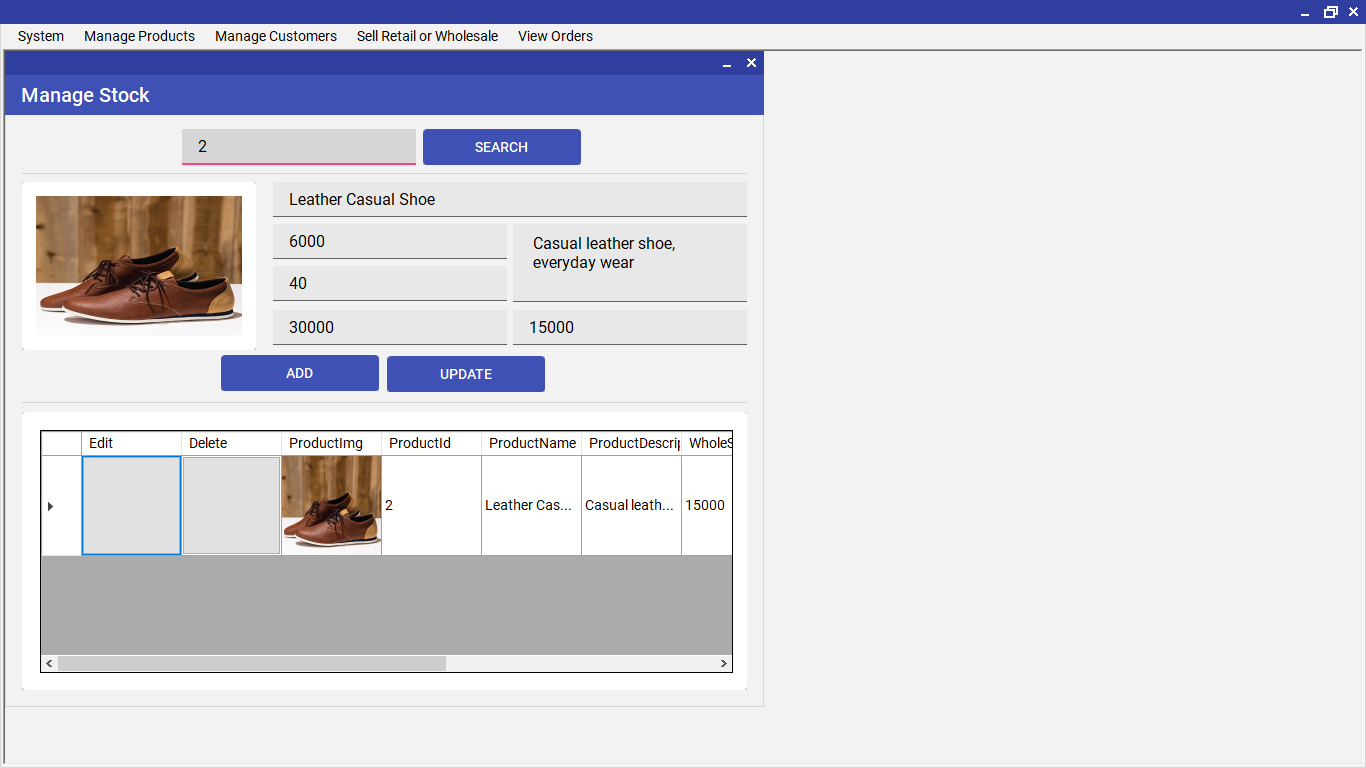 System Manage Products Manage Customers Sell Retail or Wholesale View Orders
Manage Stock
2 SEARCH
Leather Casual Shoe
6000
Casual leather shoe,
everyday wear
40
30000 15000
ADD UPDATE
Edit Delete ProductImg ProductId ProductName ProductDescrip WholeS
2 Leather Cas... Casual leath... 15000